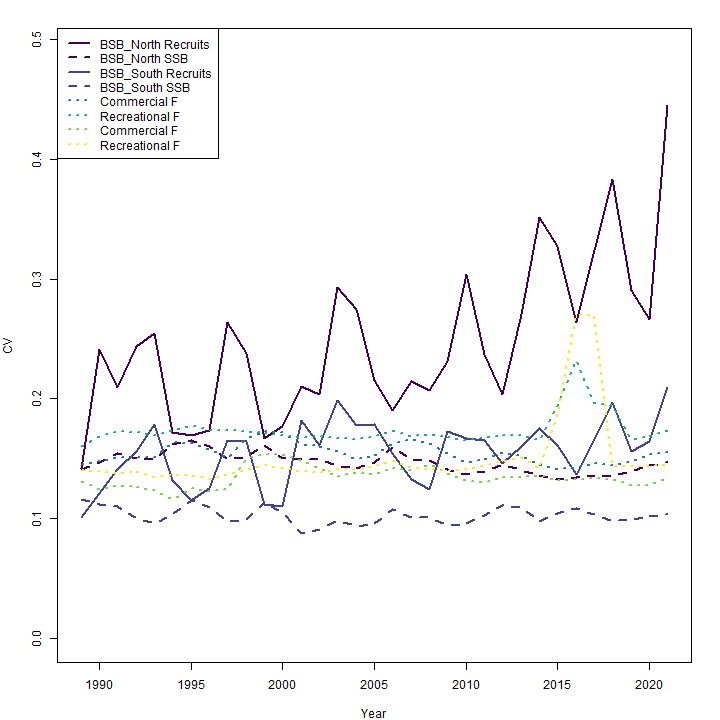 BSB_North Recruits
BSB_North SSB
BSB_South Recruits
BSB_South SSB
Commercial F
Recreational F
Commercial F
Recreational F
0.5
0.4
0.3
0.2
0.1
0.0
CV
1990 1995 2000 2005 2010 2015 2020
Year